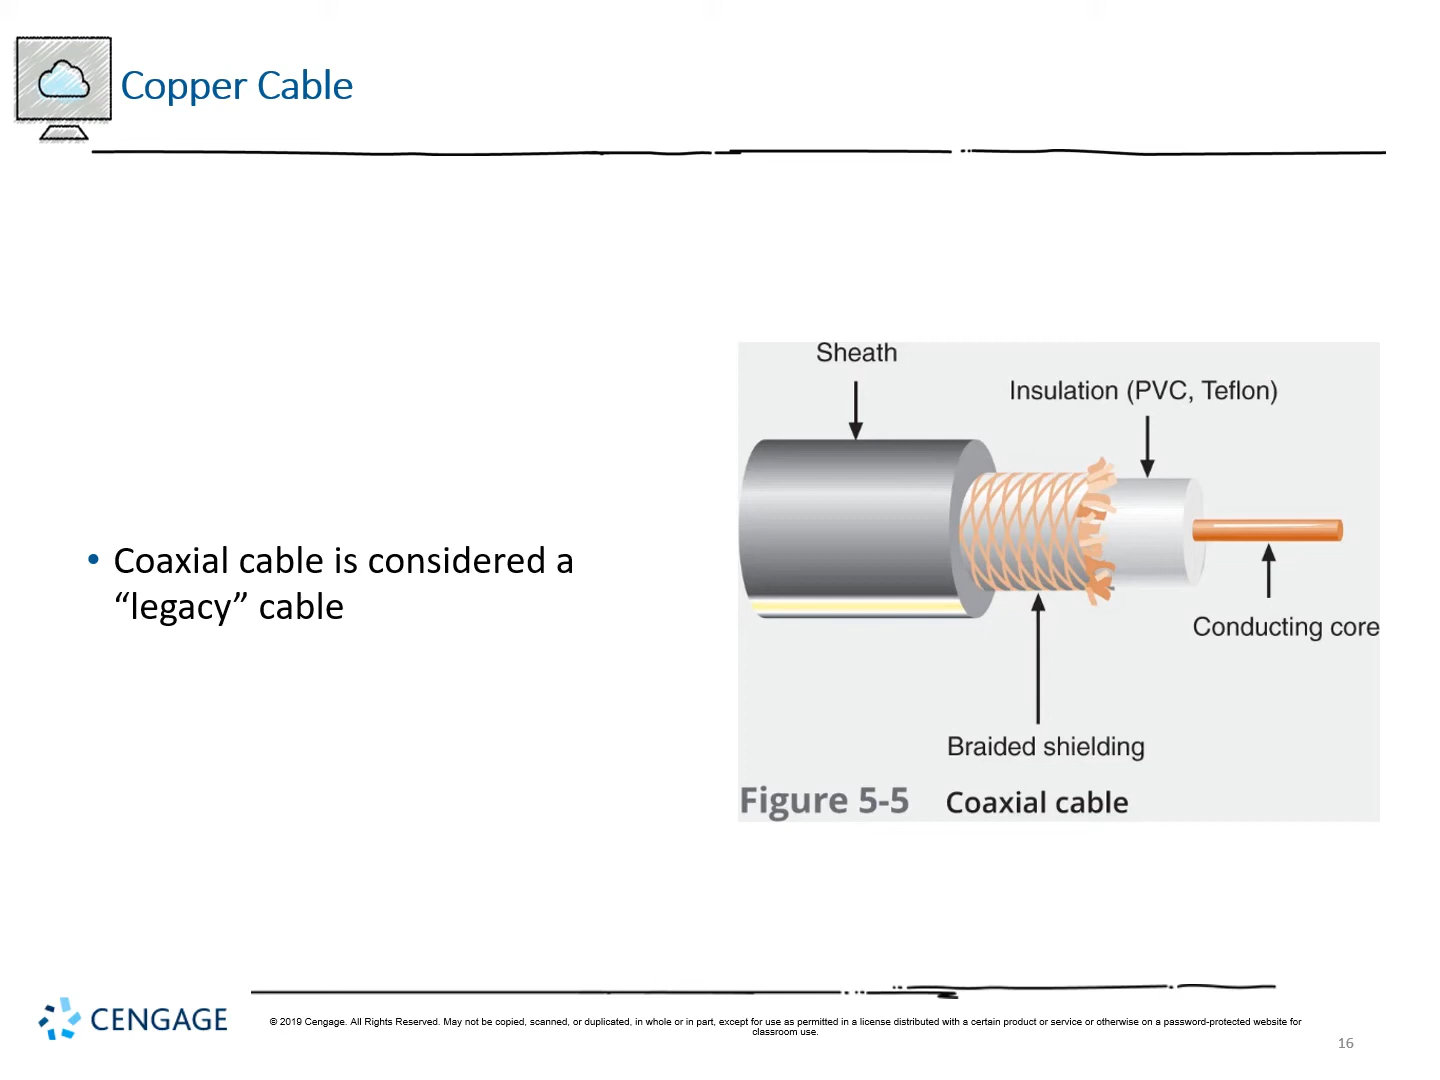 Copper Cable
• Coaxial cable is considered a
“legacy” cable
Sheath
Insulation (PVC, Teflon)
Conducting core
Braided shielding
Figure 5-5 Coaxial cable
CENGAGE
© 2019 Cengage. All Rights Reserved. May not be copied, scanned, or duplicated, in whole or in part, except for use as permitted in a license distributed with a certain product or service or otherwise on a password-protected website for
classroom use.
16